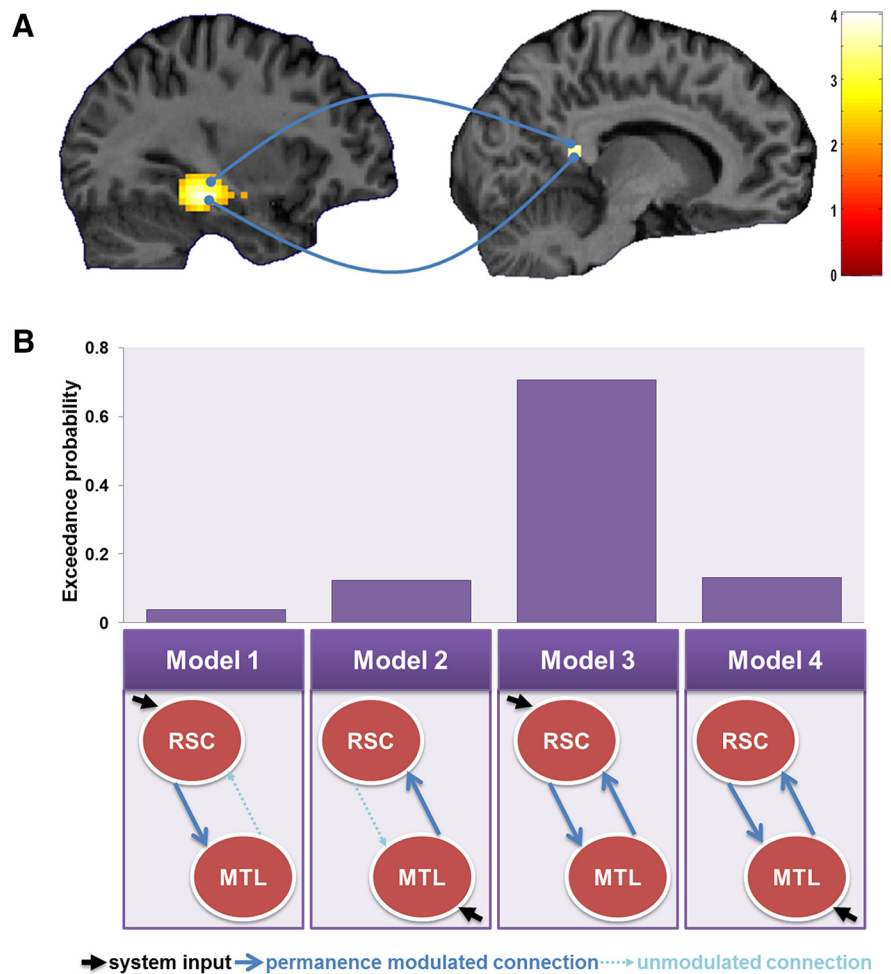 A
4
3
2
1
0
B
Exceedance probability
0.8
0.6
0.4
0.2
0
Model 1
Model 2
Model 3
Model 4
RSC
RSC
RSC
RSC
MTL
MTL
MTL
MTL
system input permanence modulated connection unmodulated connection